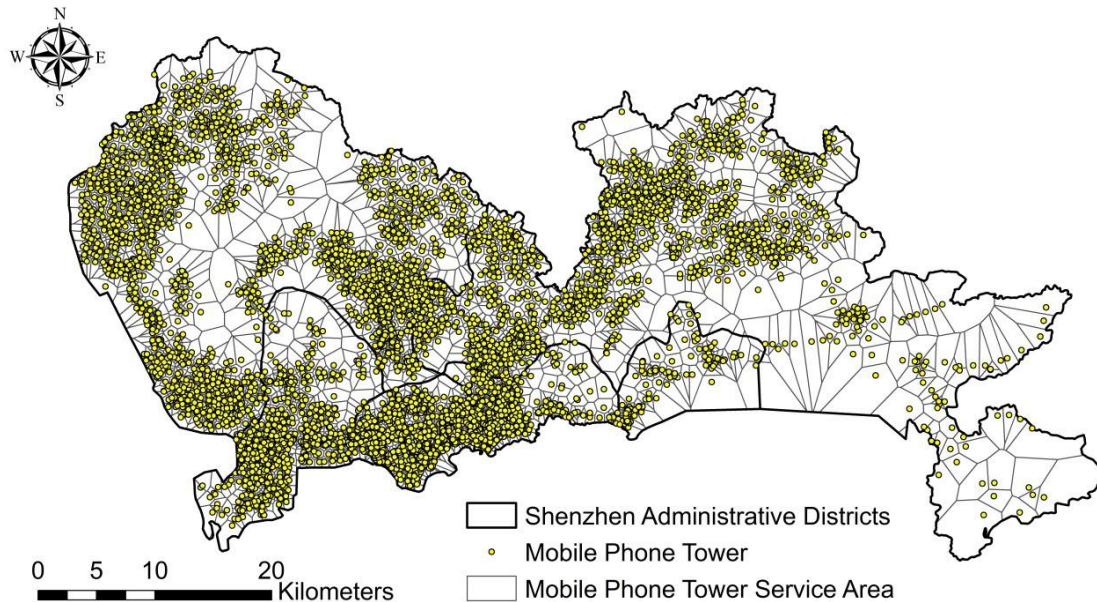 N
W E
S
Shenzhen Administrative Districts
Mobile Phone Tower
Mobile Phone Tower Service Area
0 5 10 20
Kilometers